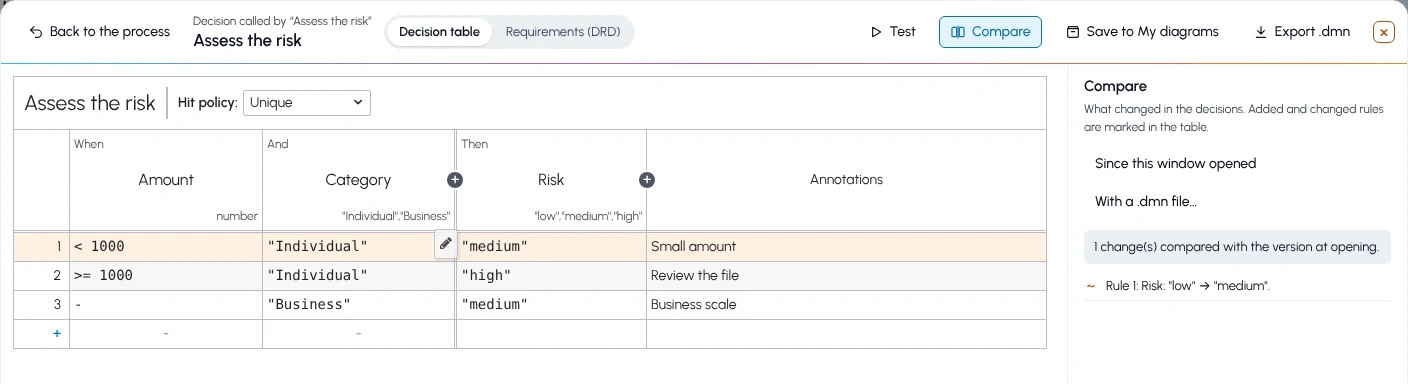 Back to the process
Decision called by "Assess the risk"
Assess the risk
Decision table
Requirements (DRD)
Test
Compare
Save to My diagrams
Export .dmn
Assess the risk
Hit policy: Unique
When And Then
Amount Category Risk Annotations
number "Individual","Business" "low","medium","high"
1 < 1000 "Individual" "medium" Small amount
2 >= 1000 "Individual" "high" Review the file
3 - "Business" "medium" Business scale
+ - -
Compare
What changed in the decisions. Added and changed rules
are marked in the table.
Since this window opened
With a .dmn file...
1 change(s) compared with the version at opening.
~ Rule 1: Risk: "low" → "medium".